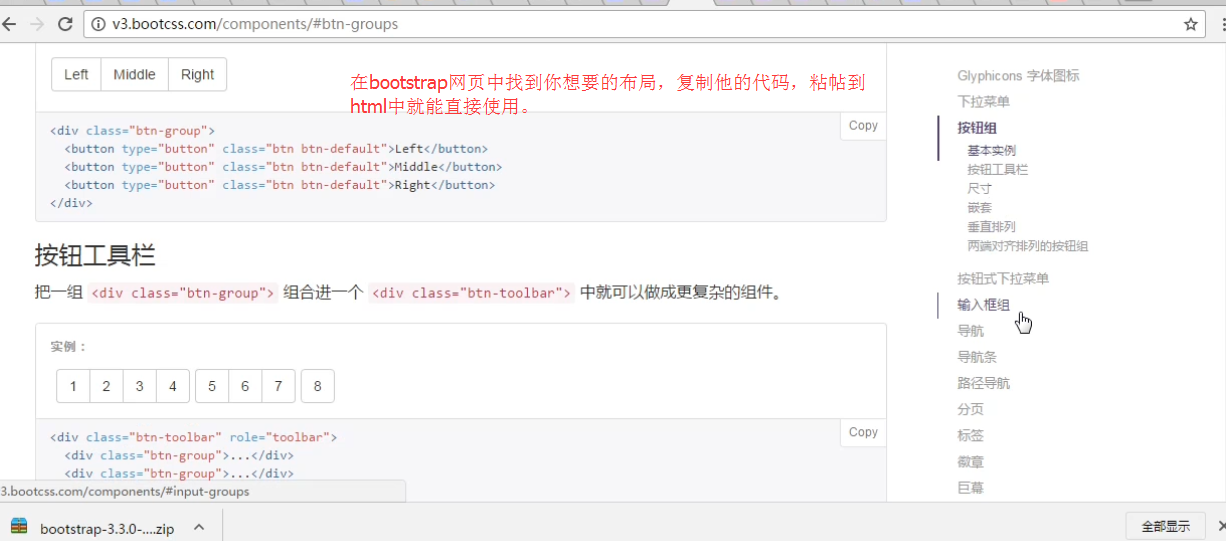 v3.bootcss.com/components/#btn-groups
Left Middle Right
在bootstrap网页中找到你想要的布局，复制他的代码，粘帖到
html中就能直接使用。
Copy
<div class="btn-group">
<button type="button" class="btn btn-default">Left</button>
<button type="button" class="btn btn-default">Middle</button>
<button type="button" class="btn btn-default">Right</button>
</div>
按钮工具栏
把一组 <div class="btn-group"> 组合进一个 <div class="btn-toolbar"> 中就可以做成更复杂的组件。
实例：
1 2 3 4 5 6 7 8
Copy
<div class="btn-toolbar" role="toolbar">
<div class="btn-group">...</div>
<div class="btn-group">...</div>
Glyphicons 字体图标
下拉菜单
按钮组
基本实例
按钮工具栏
尺寸
嵌套
垂直排列
两端对齐排列的按钮组
按钮式下拉菜单
输入框组
导航
导航条
路径导航
分页
标签
徽章
巨幕
3.bootcss.com/components/#input-groups
bootstrap-3.3.0-....zip
全部显示